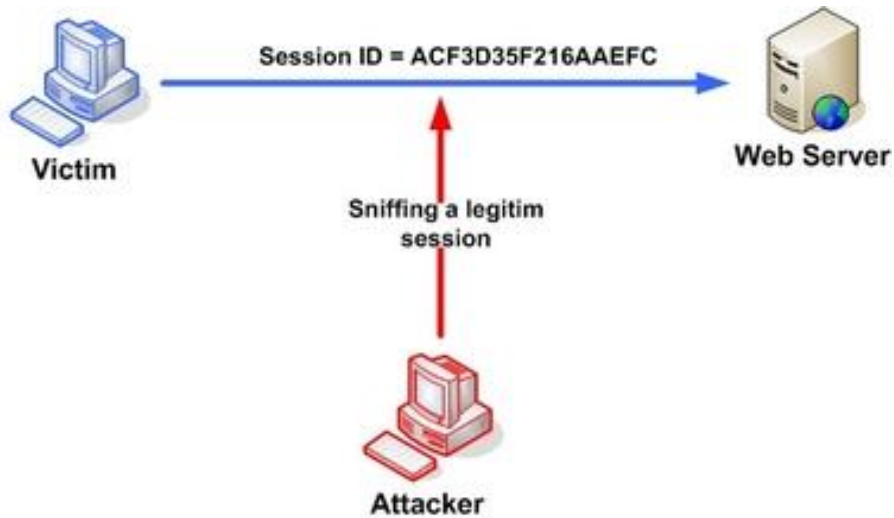 Session ID = ACF3D35F216AAEFC
Victim
Web Server
Sniffing a legitim
session
Attacker